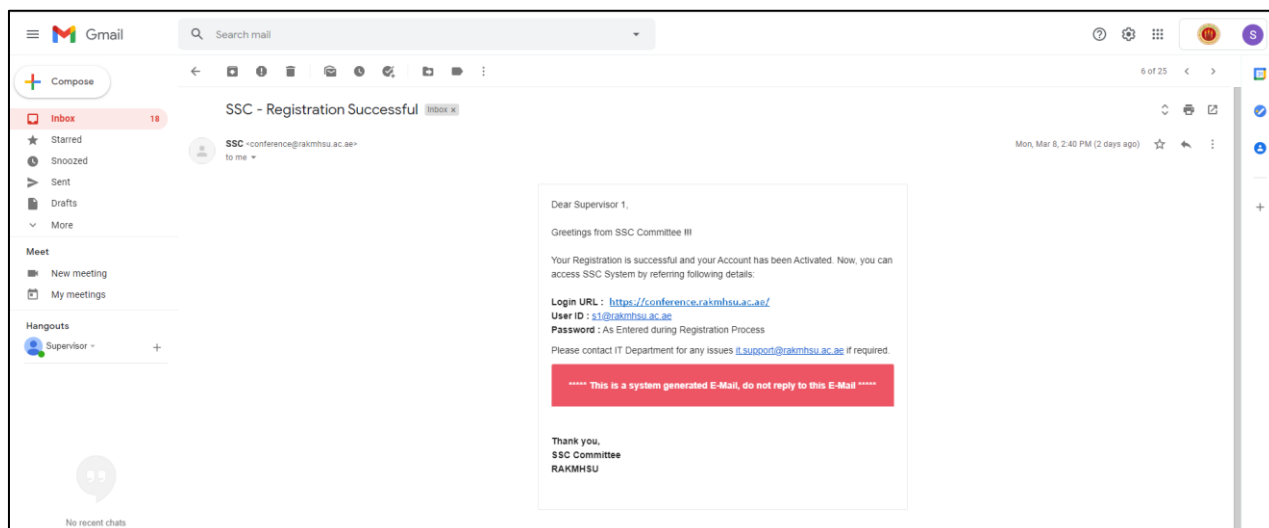 Gmail
Search mail
S
Compose
6 of 25
Inbox 18
Starred
Snoozed
Sent
Drafts
More
Meet
New meeting
My meetings
Hangouts
Supervisor
No recent chats
SSC - Registration Successful Inbox x
SSC <conference@rakmhsu.ac.ae>
to me
Mon, Mar 8, 2:40 PM (2 days ago)
Dear Supervisor 1,
Greetings from SSC Committee !!!
Your Registration is successful and your Account has been Activated. Now, you can
access SSC System by referring following details:
Login URL : https://conference.rakmhsu.ac.ae/
User ID : s1@rakmhsu.ac.ae
Password : As Entered during Registration Process
Please contact IT Department for any issues it.support@rakmhsu.ac.ae if required.
***** This is a system generated E-Mail, do not reply to this E-Mail *****
Thank you,
SSC Committee
RAKMHSU